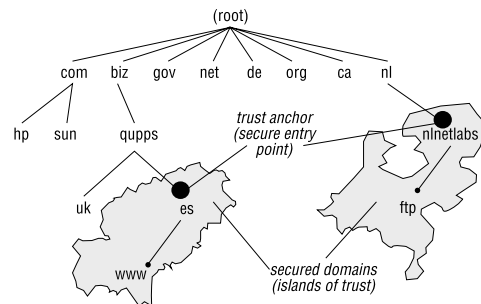 (root)
com biz gov net de org ca nl
hp sun qupps
trust anchor
(secure entry
point)
nlnetlabs
uk es
ftp
www
secured domains
(islands of trust)